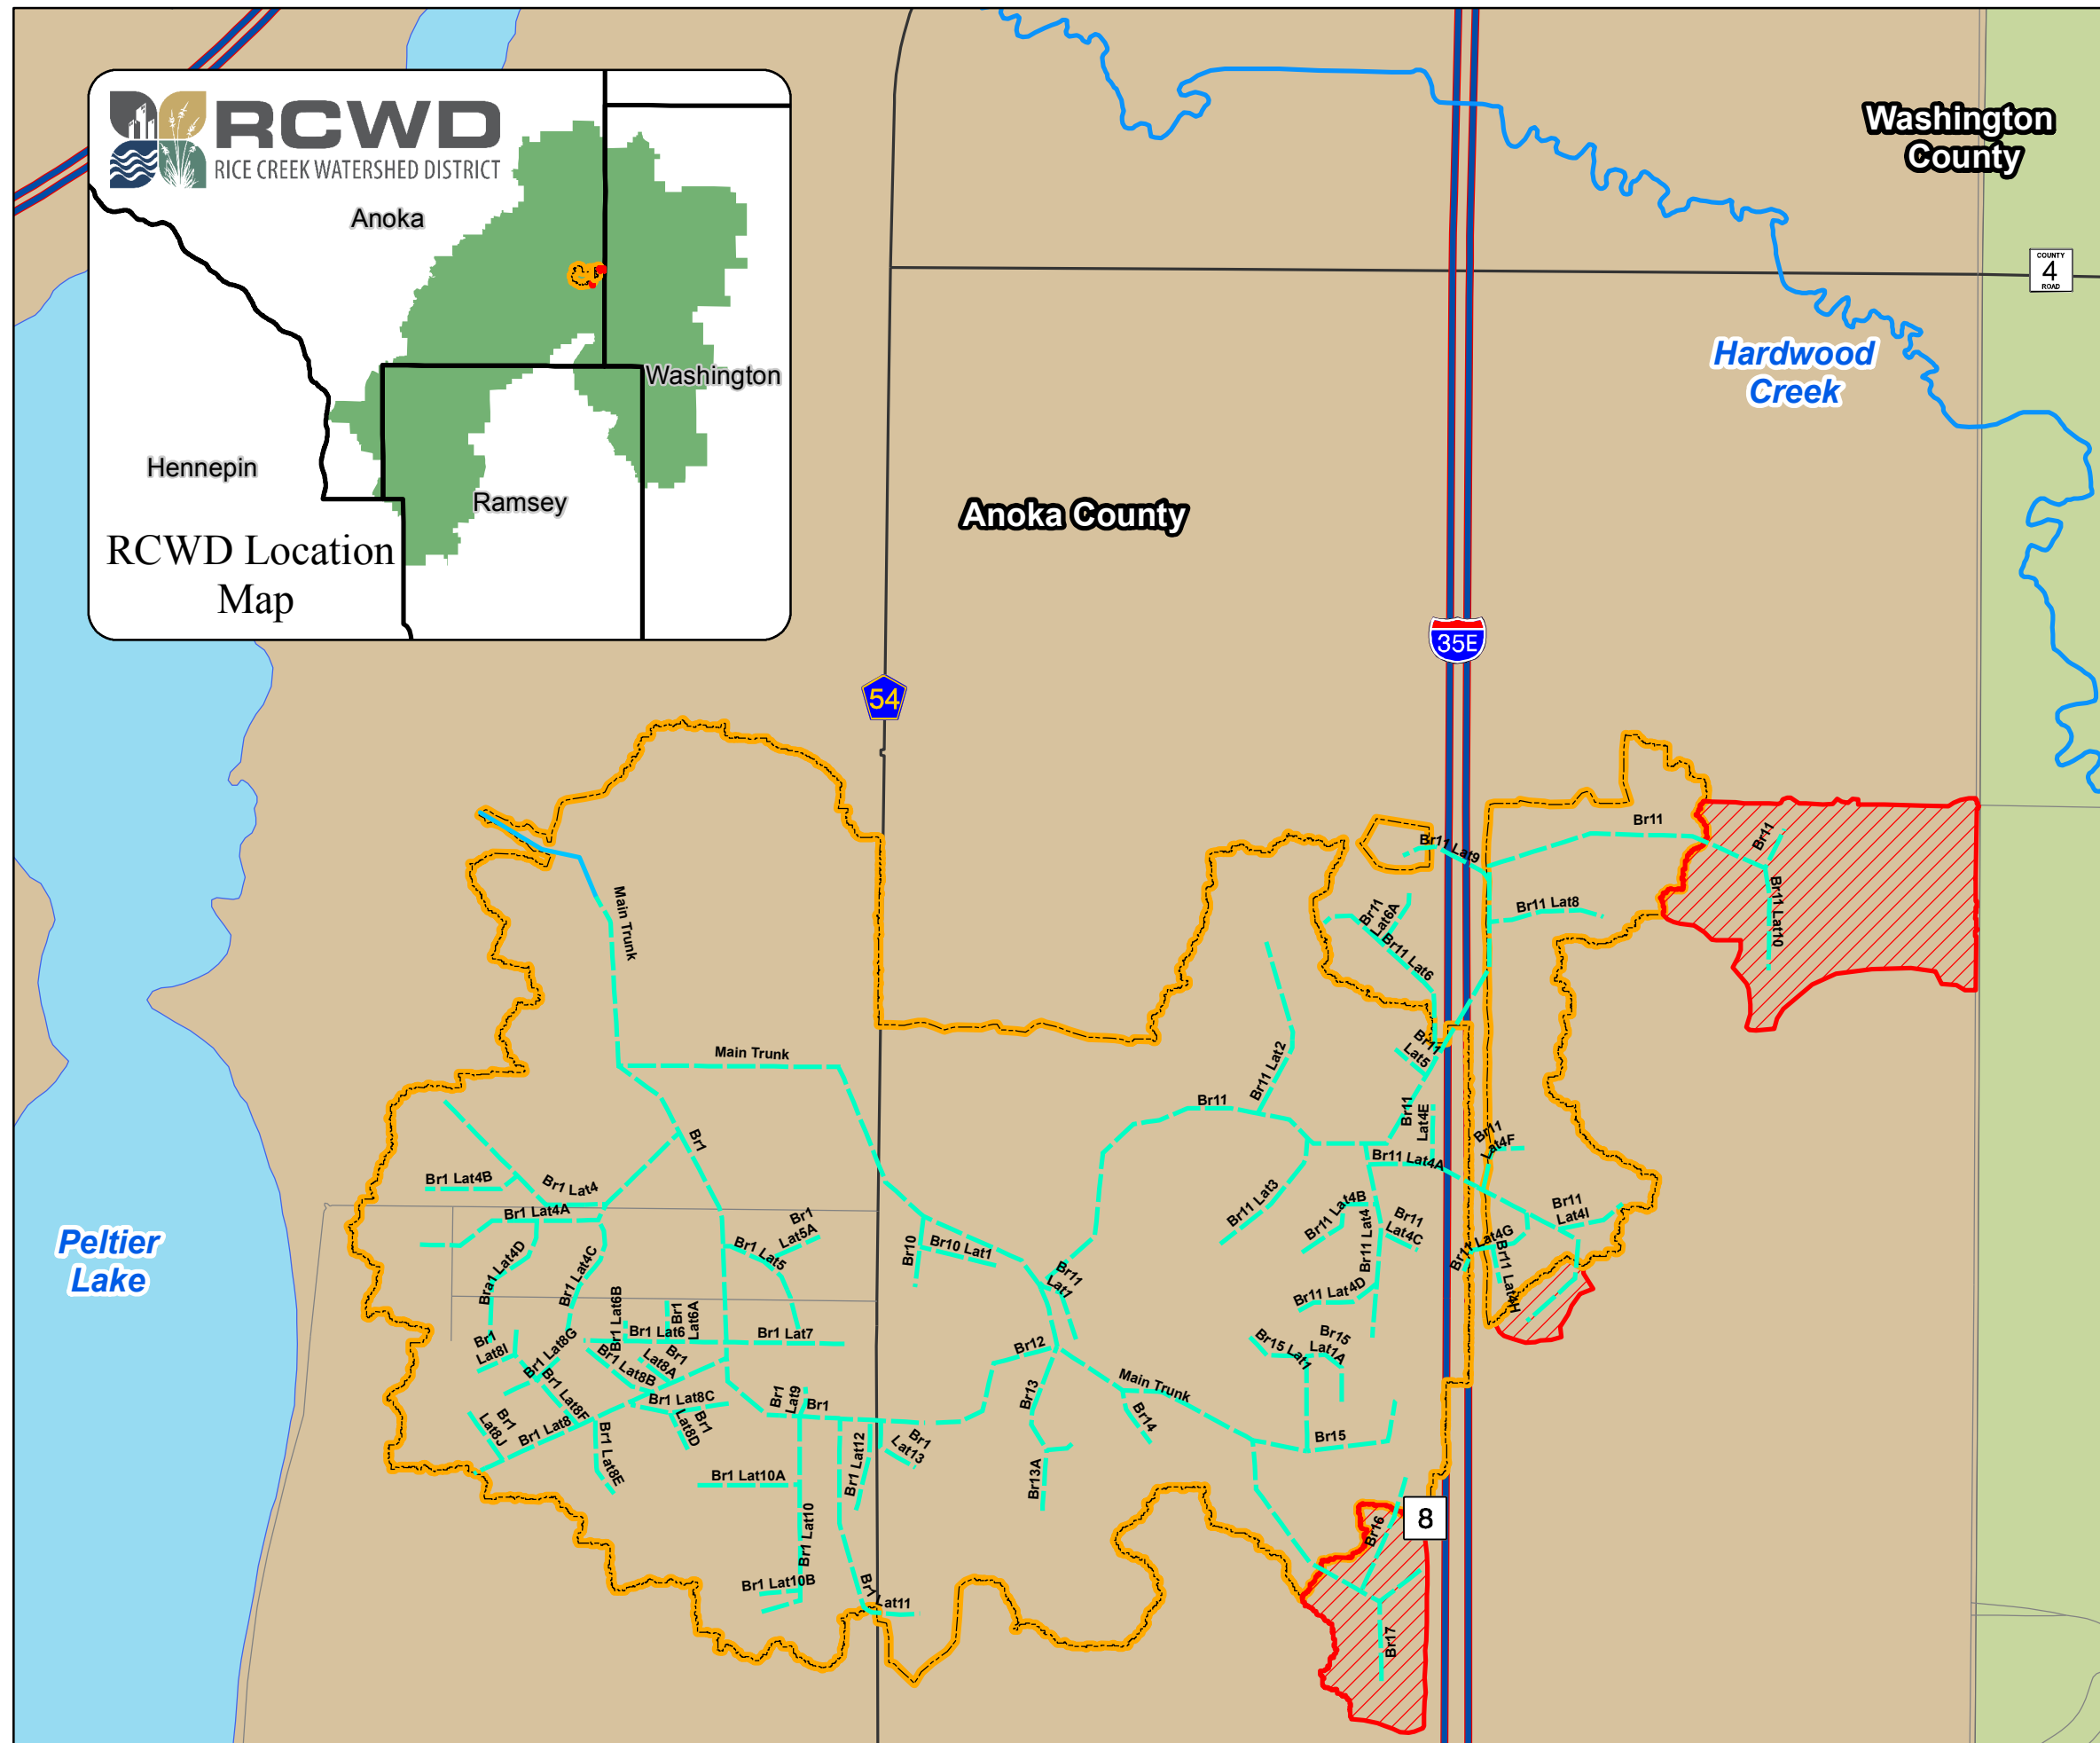 RCWD
RICE CREEK WATERSHED DISTRICT
Anoka
Washington
Hennepin
Ramsey
RCWD Location
Map
Washington
County
COUNTY
4
ROAD
Hardwood
Creek
Anoka County
35E
54
Peltier
Lake
8
Main Trunk
Main Trunk
Main Trunk
Br11
Br11
Br11 Lat10
Br11 Lat9
Br11 Lat8
Br11
Lat6A
Br11 Lat6
Br11
Lat5
Br11 Lat2
Br11
Br11
Lat4E
Br11
Lat4F
Br11 Lat4A
Br11 Lat3
Br11 Lat4B
Br11 Lat4
Br11
Lat4C
Br11
Lat4I
Br11 Lat4G
Br11 Lat4H
Br11 Lat4D
Br11
Lat1
Br1
Br1 Lat4B
Br1 Lat4
Br1 Lat4A
Bra1 Lat4D
Br1 Lat4C
Br1
Lat5A
Br1 Lat5
Br10
Br10 Lat1
Br1 Lat6B
Br1
Lat6A
Br1 Lat6
Br1 Lat7
Br1
Lat8I
Br1 Lat8G
Br1 Lat8B
Br1
Lat8A
Br1 Lat8F
Br1 Lat8C
Br1
Lat8D
Br1
Lat8J
Br1 Lat8
Br1 Lat8E
Br1
Lat9
Br1
Br1 Lat12
Br1
Lat13
Br1 Lat10A
Br1 Lat10
Br1 Lat10B
Br1 Lat11
Br12
Br13
Br13A
Br14
Br15 Lat1
Br15
Lat1A
Br15
Br16
Br17